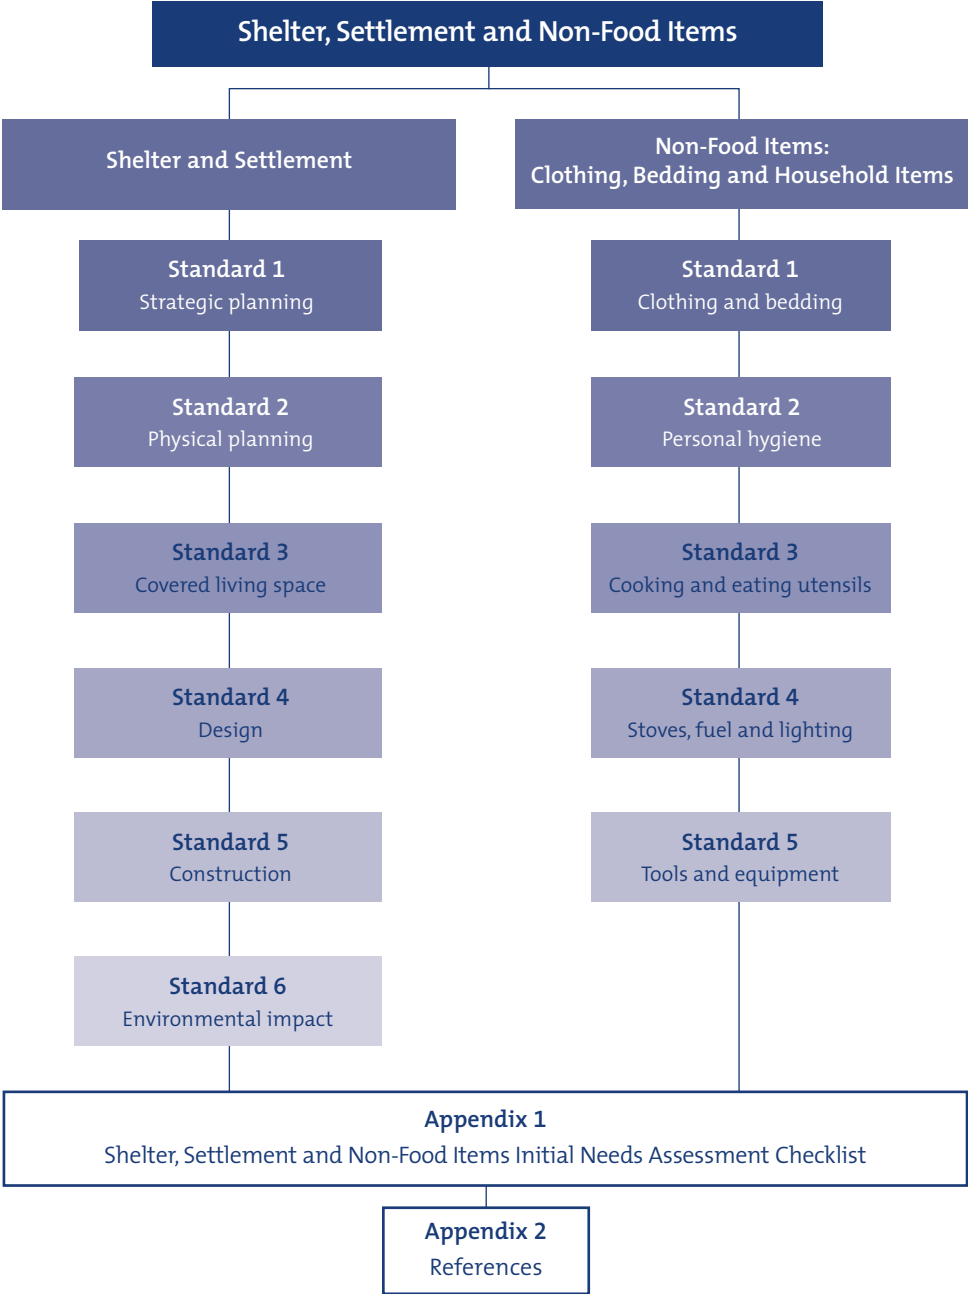 Shelter, Settlement and Non-Food Items
Shelter and Settlement
Standard 1
Strategic planning
Standard 2
Physical planning
Standard 3
Covered living space
Standard 4
Design
Standard 5
Construction
Standard 6
Environmental impact
Non-Food Items:
Clothing, Bedding and Household Items
Standard 1
Clothing and bedding
Standard 2
Personal hygiene
Standard 3
Cooking and eating utensils
Standard 4
Stoves, fuel and lighting
Standard 5
Tools and equipment
Appendix 1
Shelter, Settlement and Non-Food Items Initial Needs Assessment Checklist
Appendix 2
References